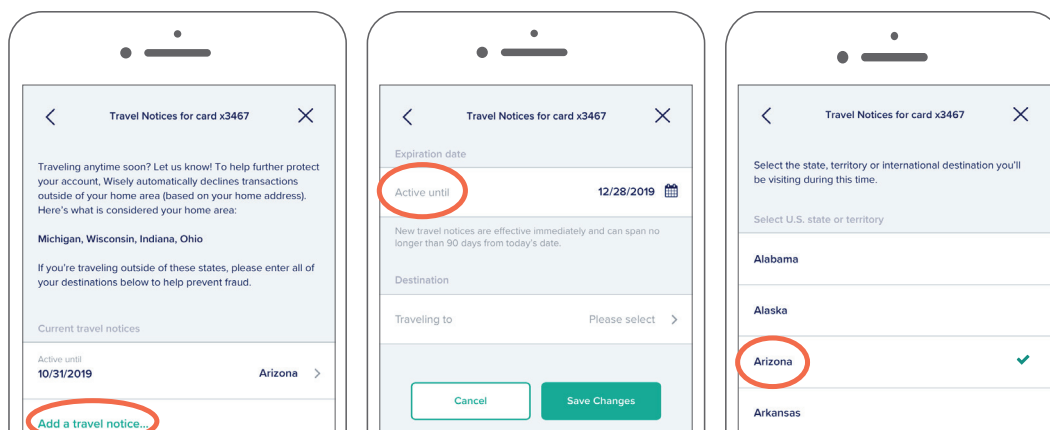 Travel Notices for card x3467
Traveling anytime soon? Let us know! To help further protect
your account, Wisely automatically declines transactions
outside of your home area (based on your home address).
Here's what is considered your home area:
Michigan, Wisconsin, Indiana, Ohio
If you're traveling outside of these states, please enter all of
your destinations below to help prevent fraud.
Current travel notices
Active until
10/31/2019 Arizona
Add a travel notice...
Travel Notices for card x3467
Expiration date
Active until 12/28/2019
New travel notices are effective immediately and can span no
longer than 90 days from today's date.
Destination
Traveling to Please select
Cancel Save Changes
Travel Notices for card x3467
Select the state, territory or international destination you'll
be visiting during this time.
Select U.S. state or territory
Alabama
Alaska
Arizona
Arkansas